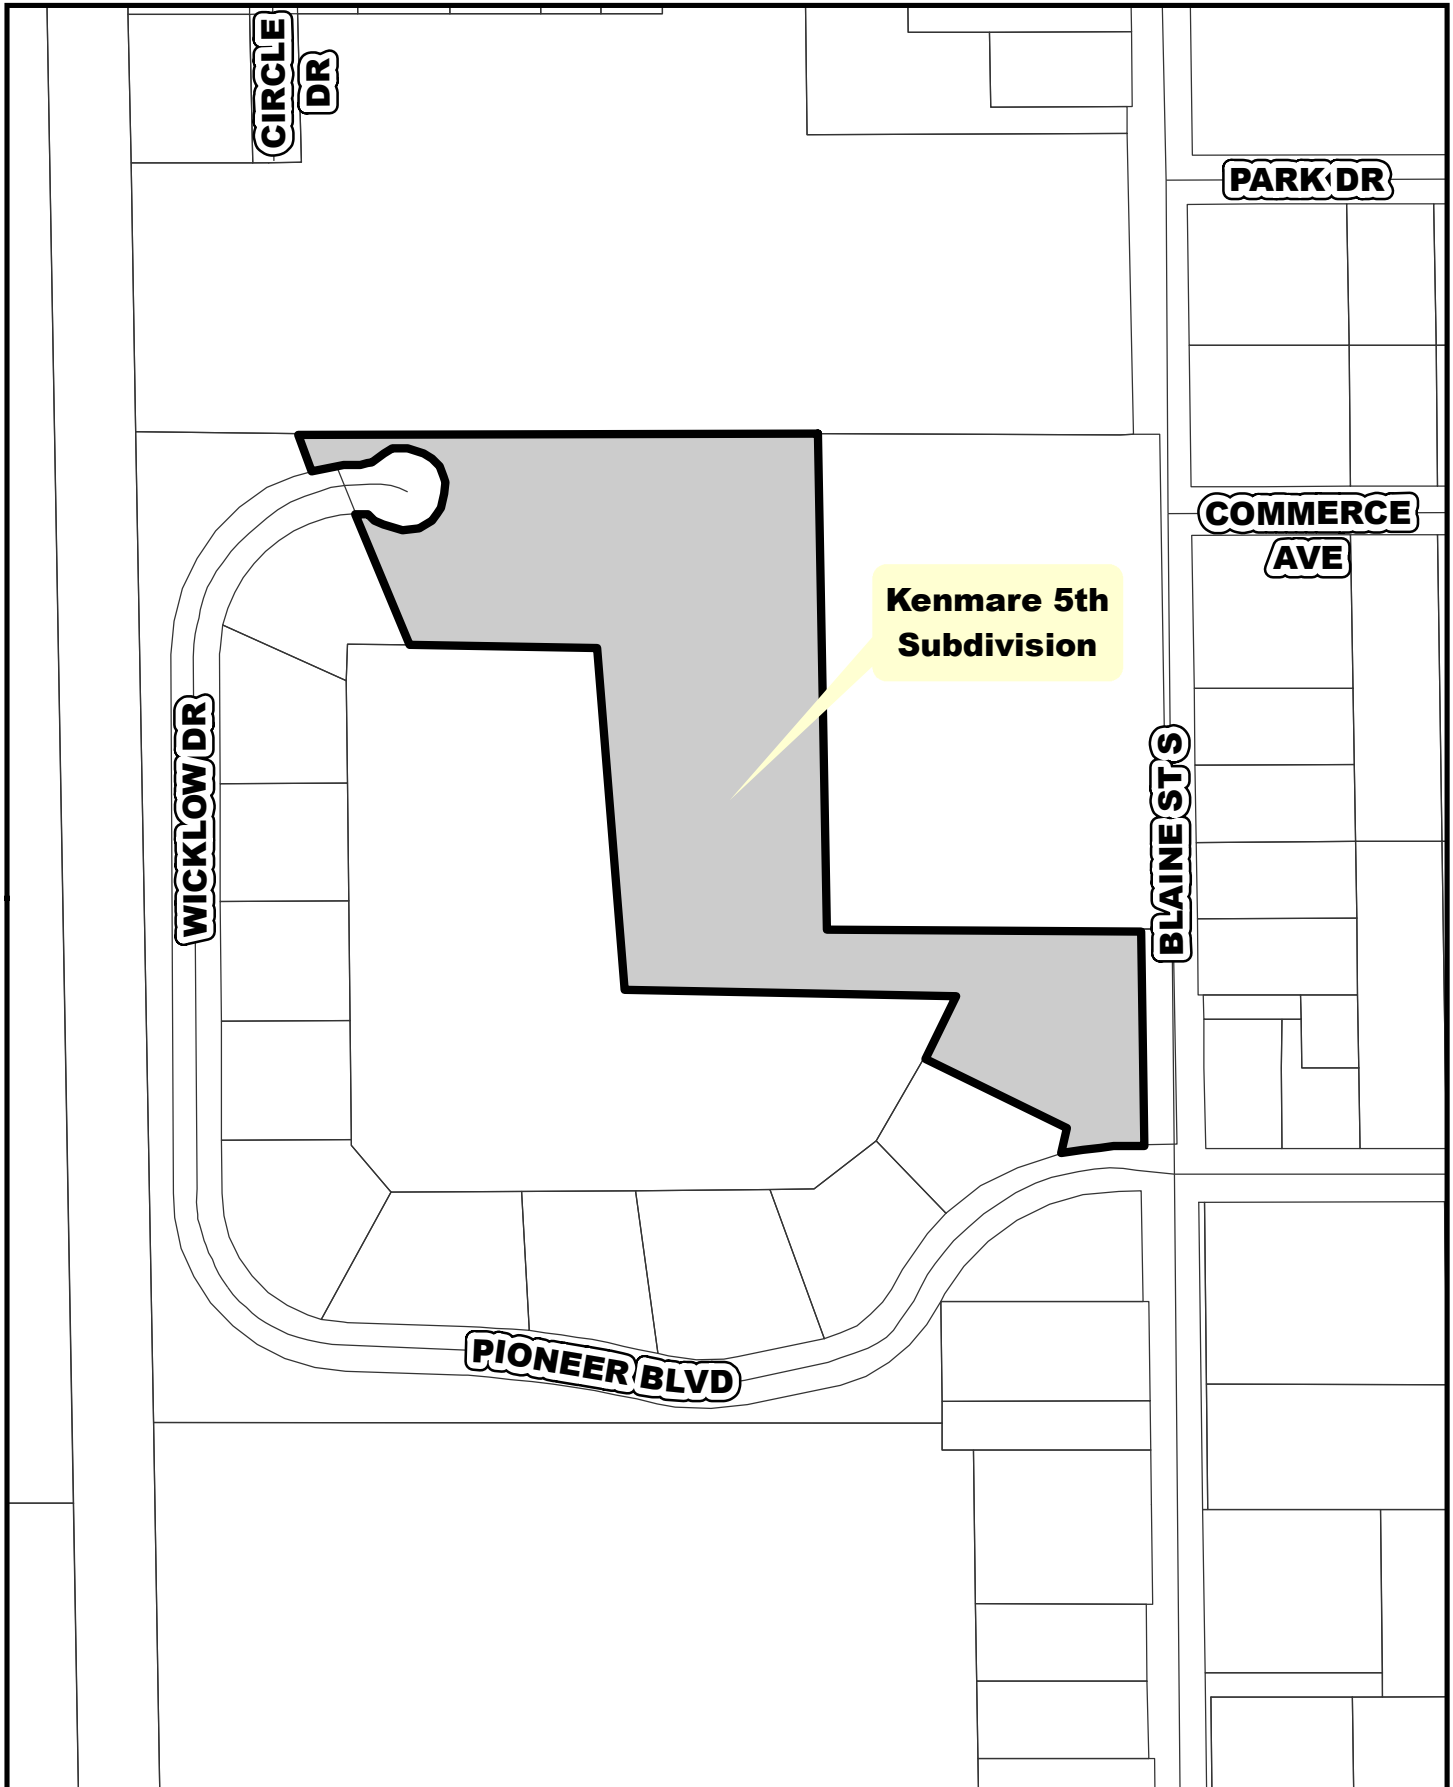 CIRCLE
DR
PARK DR
COMMERCE
AVE
Kenmare 5th
Subdivision
WICKLOW DR
BLAINE ST S
PIONEER BLVD